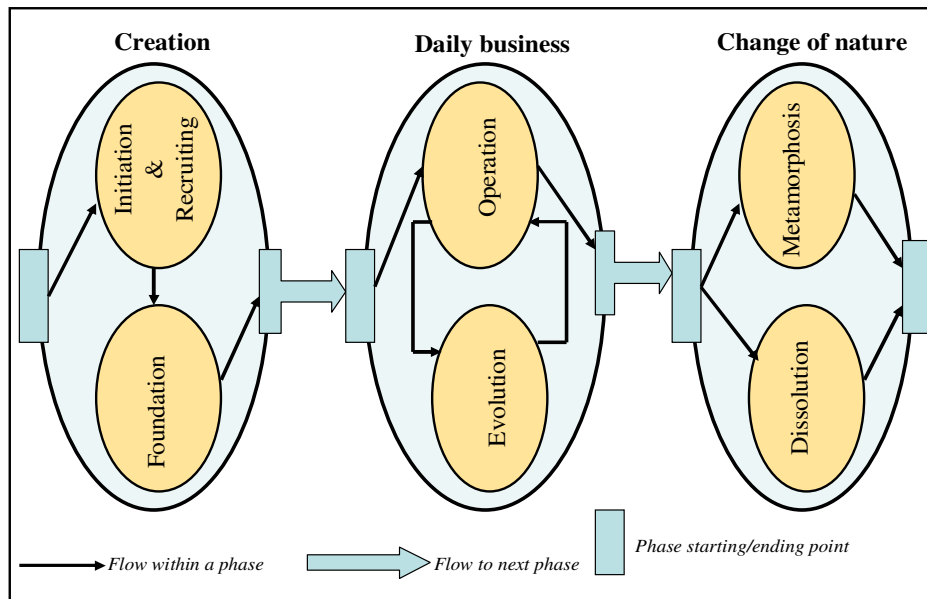 Creation
Daily business
Change of nature
Initiation
&
Recruiting
Foundation
Operation
Evolution
Metamorphosis
Dissolution
Flow within a phase
Flow to next phase
Phase starting/ending point